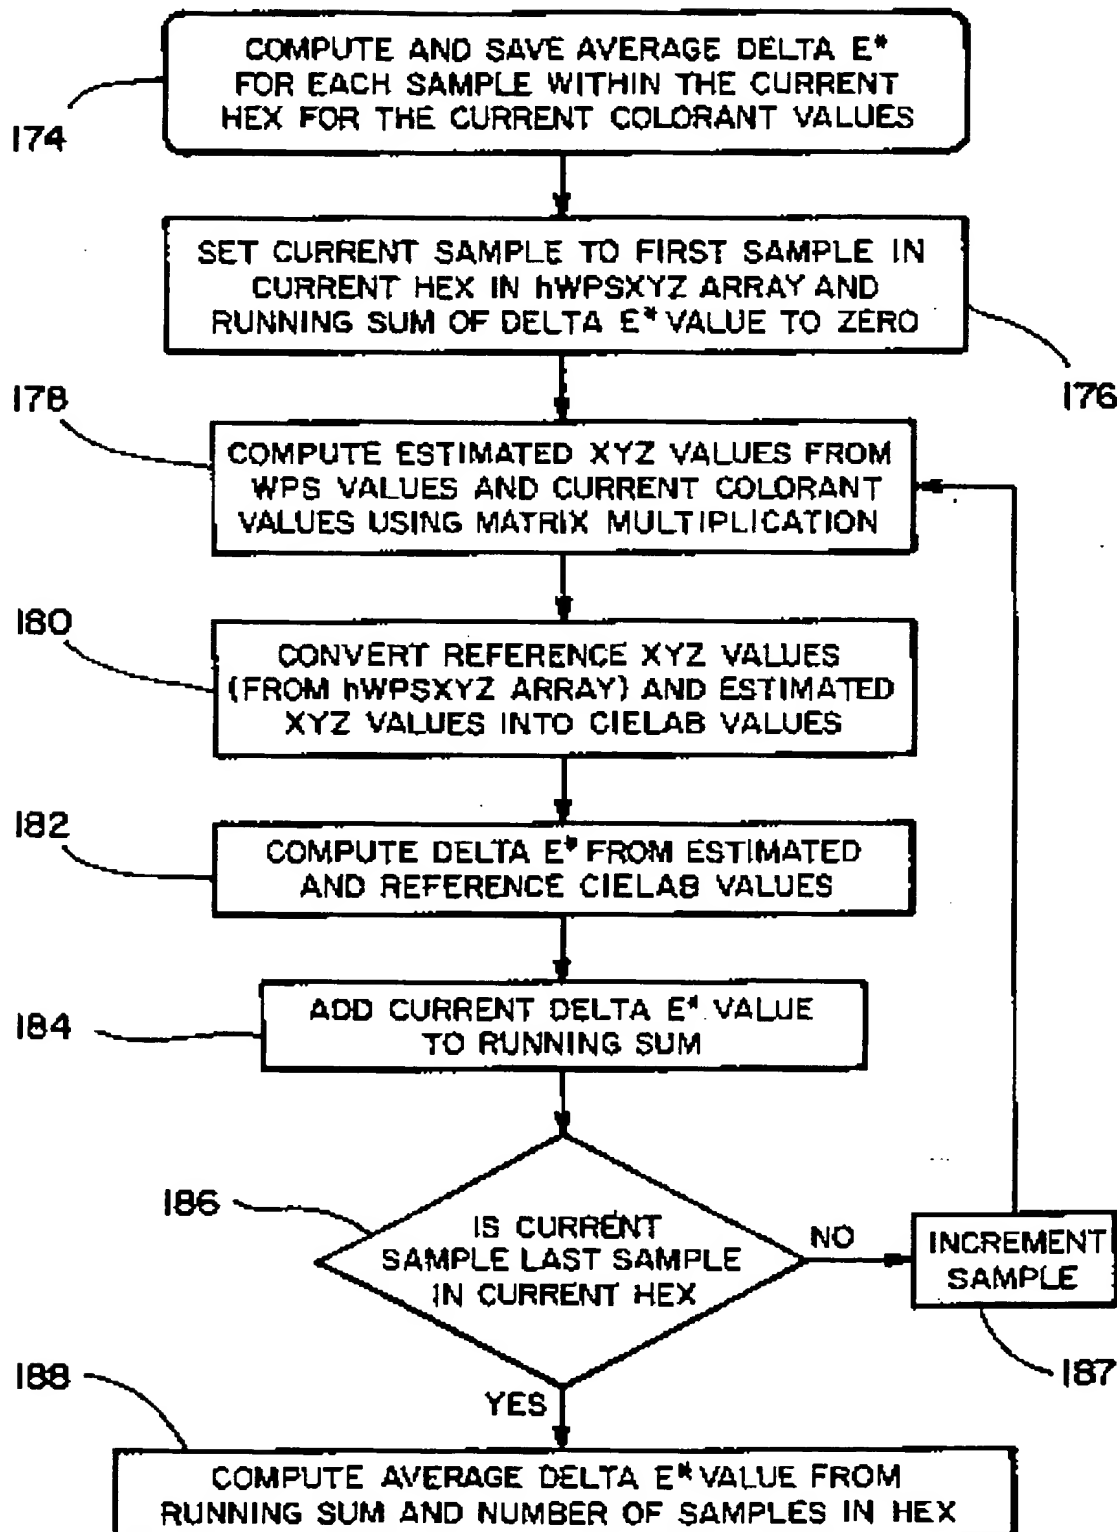 COMPUTE AND SAVE AVERAGE DELTA E*
FOR EACH SAMPLE WITHIN THE CURRENT
HEX FOR THE CURRENT COLORANT VALUES
174
SET CURRENT SAMPLE TO FIRST SAMPLE IN
CURRENT HEX IN hWPSXYZ ARRAY AND
RUNNING SUM OF DELTA E* VALUE TO ZERO
176
178
COMPUTE ESTIMATED XYZ VALUES FROM
WPS VALUES AND CURRENT COLORANT
VALUES USING MATRIX MULTIPLICATION
180
CONVERT REFERENCE XYZ VALUES
(FROM hWPSXYZ ARRAY) AND ESTIMATED
XYZ VALUES INTO CIELAB VALUES
182
COMPUTE DELTA E* FROM ESTIMATED
AND REFERENCE CIELAB VALUES
184
ADD CURRENT DELTA E* VALUE
TO RUNNING SUM
186
IS CURRENT
SAMPLE LAST SAMPLE
IN CURRENT HEX
NO
INCREMENT
SAMPLE
187
YES
188
COMPUTE AVERAGE DELTA E* VALUE FROM
RUNNING SUM AND NUMBER OF SAMPLES IN HEX